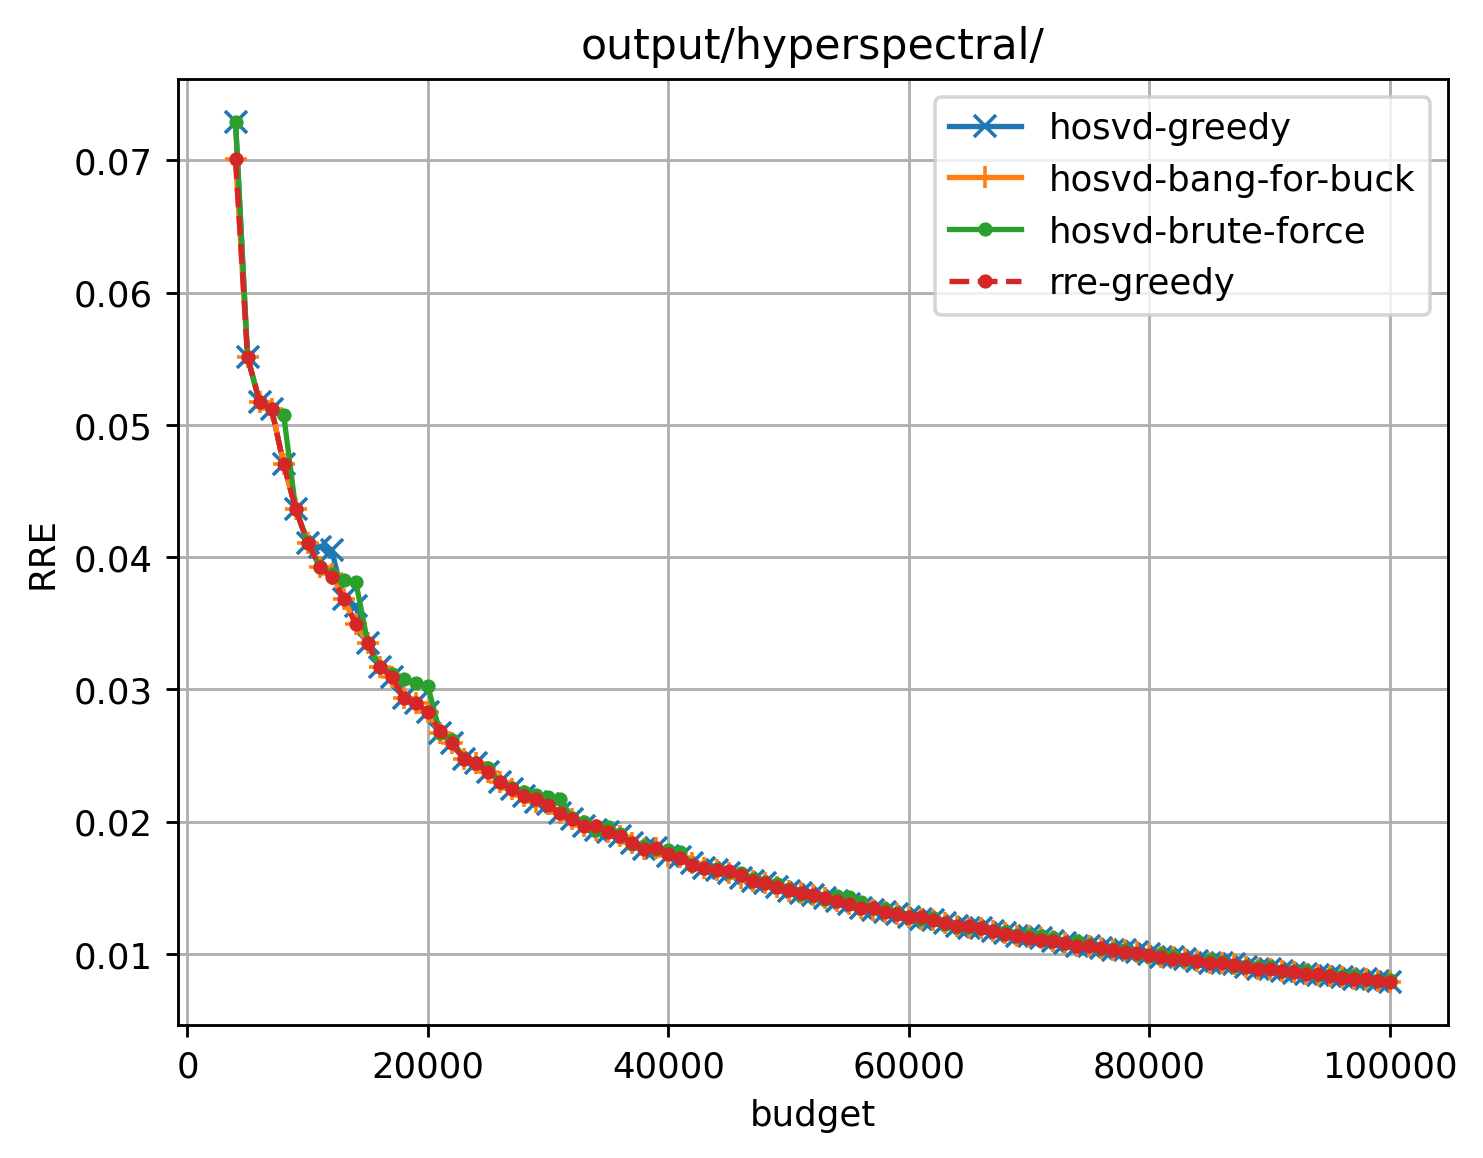 output/hyperspectral/
hosvd-greedy
hosvd-bang-for-buck
hosvd-brute-force
rre-greedy
0.07
0.06
0.05
0.04
0.03
0.02
0.01
RRE
0 20000 40000 60000 80000 100000
budget